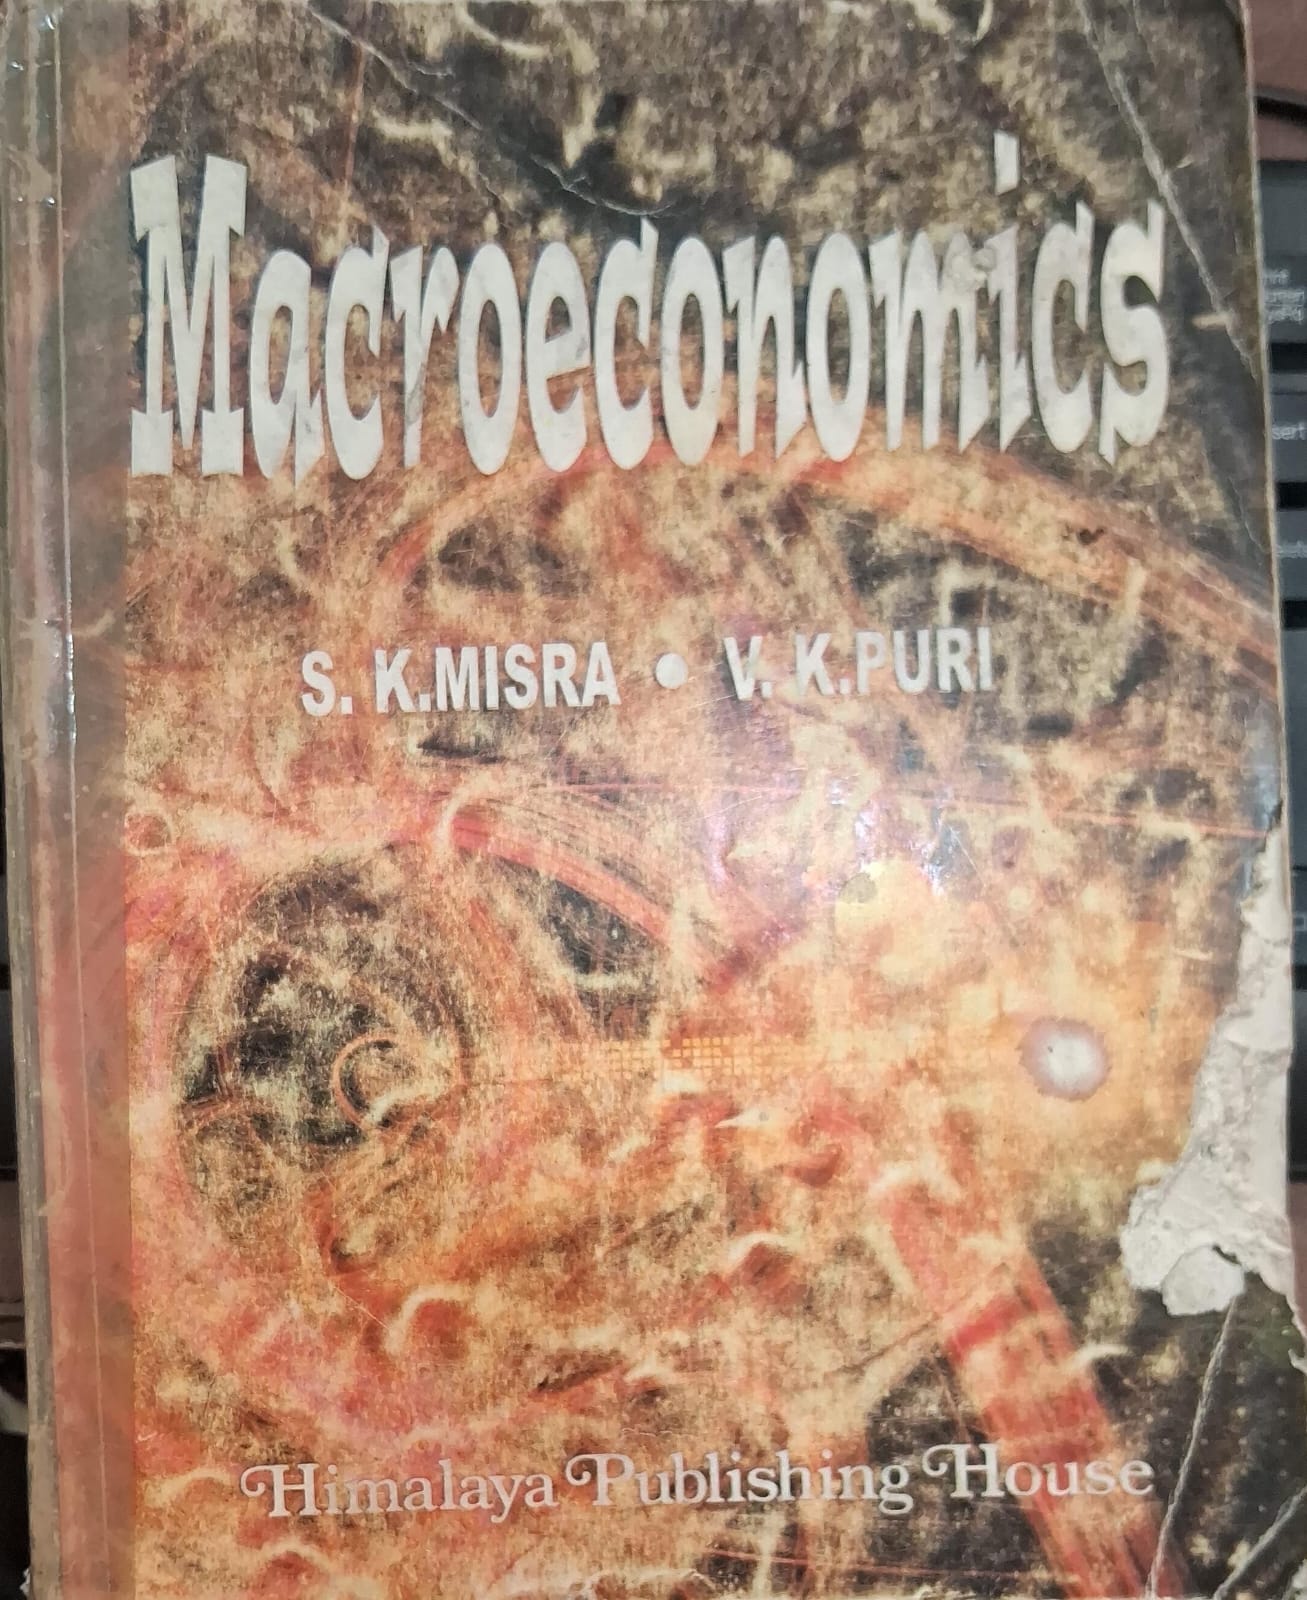 Macroeconomics
S. K.MISRA • V. K.PURI
Himalaya Publishing House